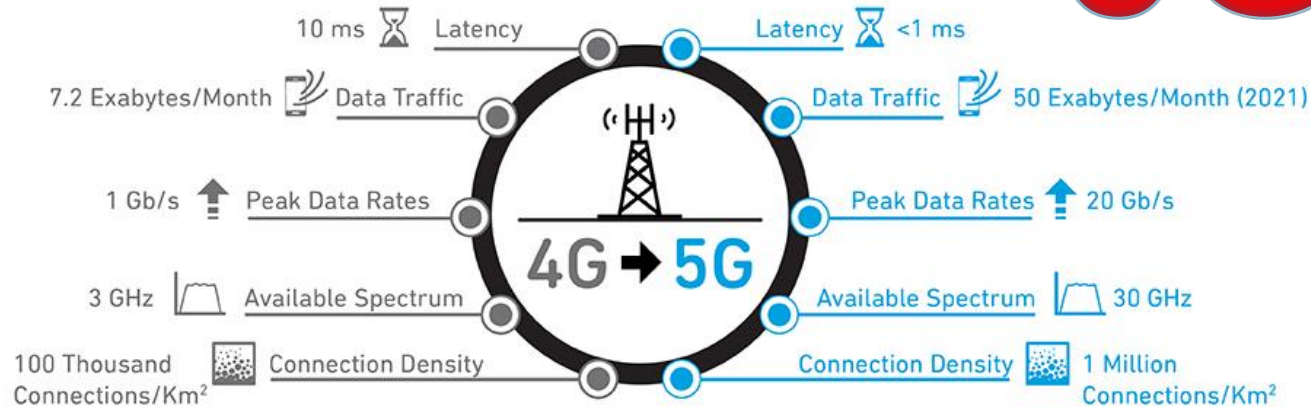 10 ms Latency
Latency <1 ms
7.2 Exabytes/Month Data Traffic
Data Traffic 50 Exabytes/Month (2021)
1 Gb/s Peak Data Rates
Peak Data Rates 20 Gb/s
4G 5G
3 GHz Available Spectrum
Available Spectrum 30 GHz
100 Thousand
Connections/Km²
Connection Density
Connection Density
1 Million
Connections/Km²